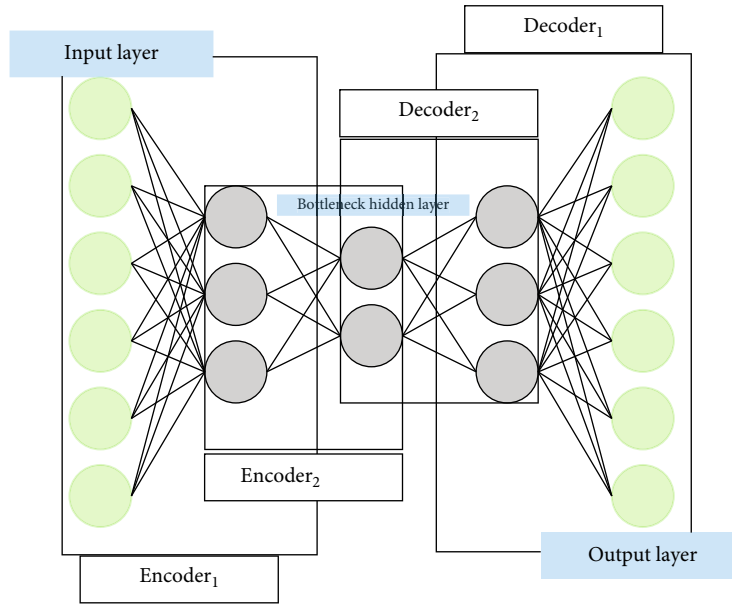 Decoder₁
Input layer
Decoder₂
Bottleneck hidden layer
Encoder₂
Output layer
Encoder₁